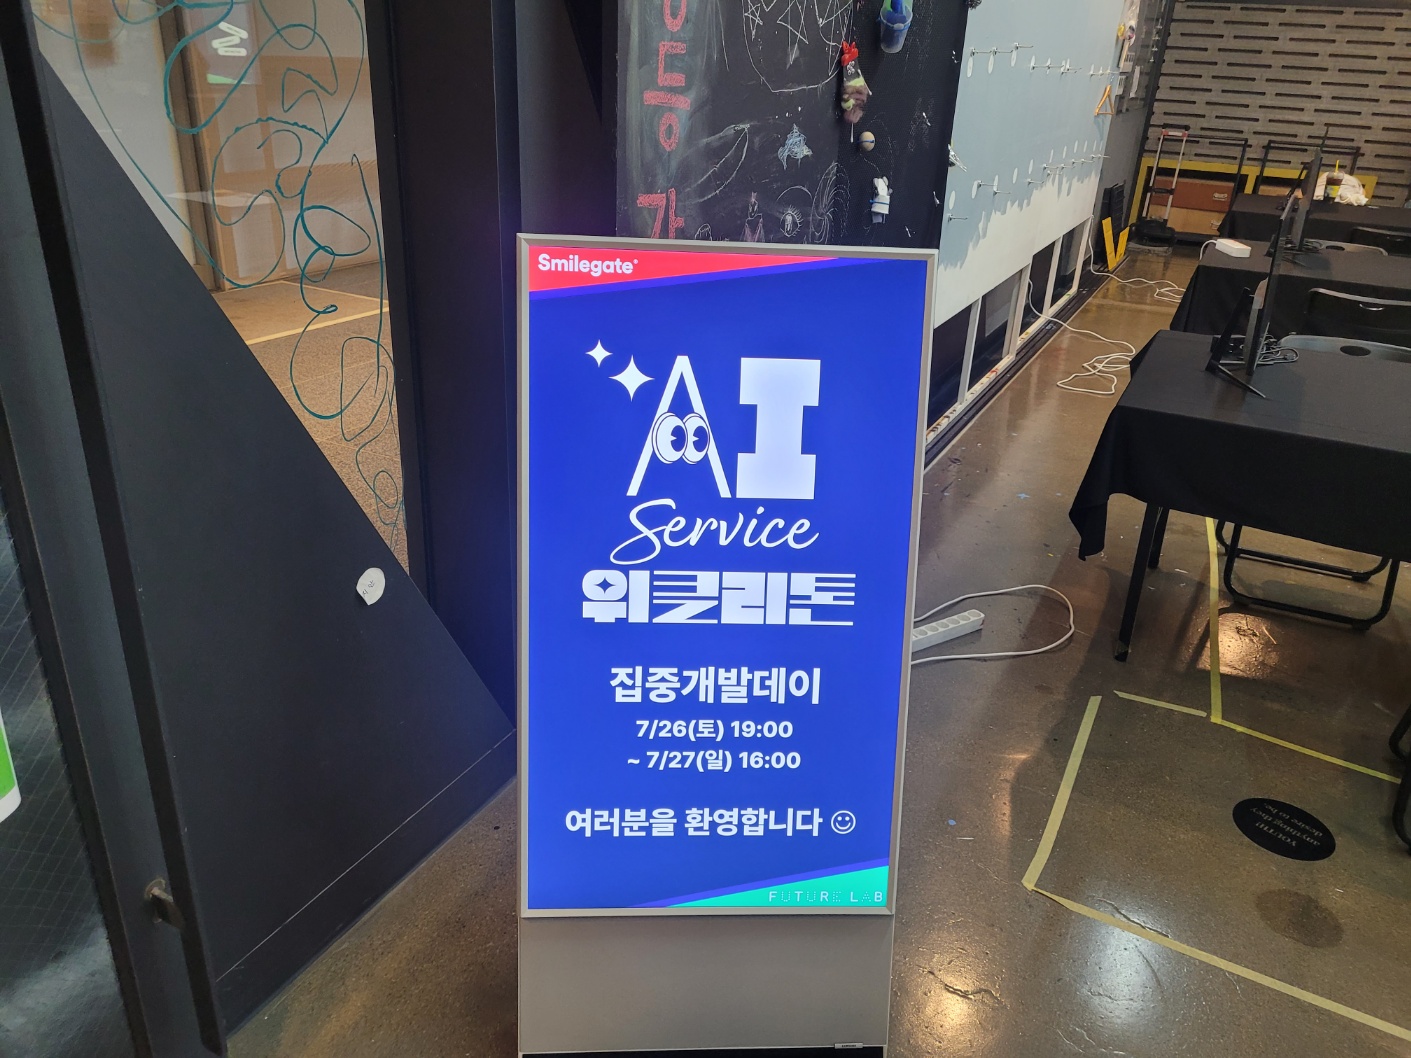 Smilegate
AI
Service
위클리톤
집중개발데이
7/26(토) 19:00
~ 7/27(일) 16:00
여러분을 환영합니다 ☺
FUTURE LAB